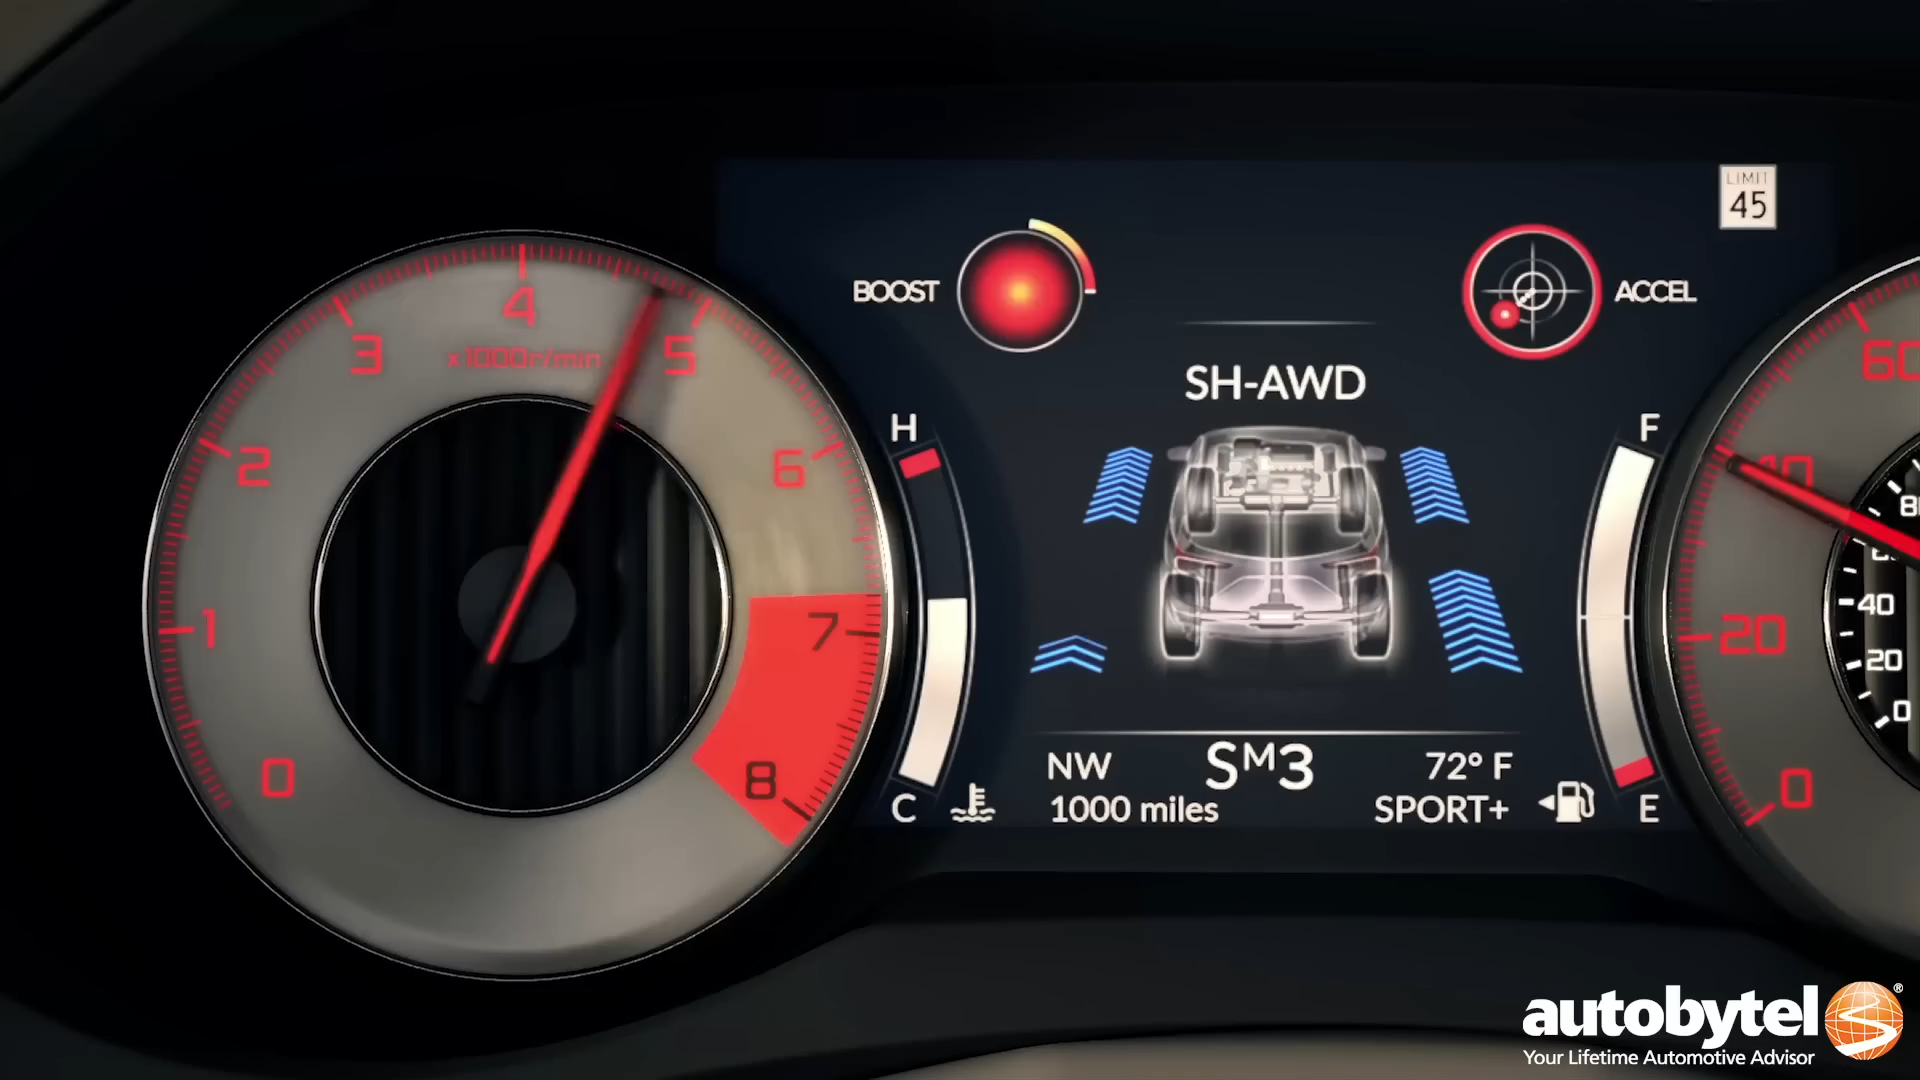 LIMIT
45
BOOST
ACCEL
SH-AWD
0
1
2
3
4
5
6
7
8
x1000r/min
H
C
F
E
NW
1000 miles
SM3
72° F
SPORT+
0
20
40
60
0
20
40
autobytel®
Your Lifetime Automotive Advisor